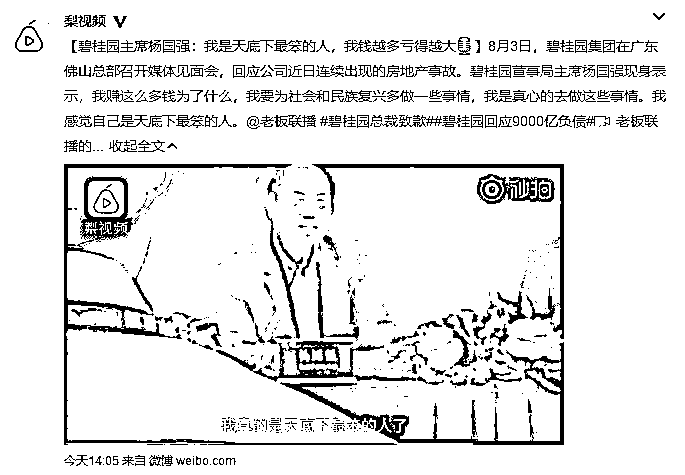 梨视频
【碧桂园主席杨国强：我是天底下最笨的人，我钱越多亏得越大】8月3日，碧桂园集团在广东
佛山总部召开媒体见面会，回应公司近日连续出现的房地产事故。碧桂园董事局主席杨国强现身表
示，我赚这么多钱为了什么，我要为社会和民族复兴多做一些事情，我是真心的去做这些事情。我
感觉自己是天底下最笨的人。@老板联播 #碧桂园总裁致歉##碧桂园回应9000亿负债# 老板联
播的... 收起全文
梨视频
秒拍
我真的是天底下最笨的人了
今天14:05 来自 微博 weibo.com